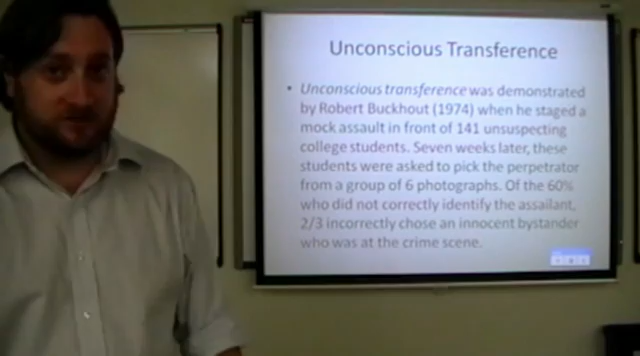 Unconscious Transference
• Unconscious transference was demonstrated
by Robert Buckhout (1974) when he staged a
mock assault in front of 141 unsuspecting
college students. Seven weeks later, these
students were asked to pick the perpetrator
from a group of 6 photographs. Of the 60%
who did not correctly identify the assailant,
2/3 incorrectly chose an innocent bystander
who was at the crime scene.